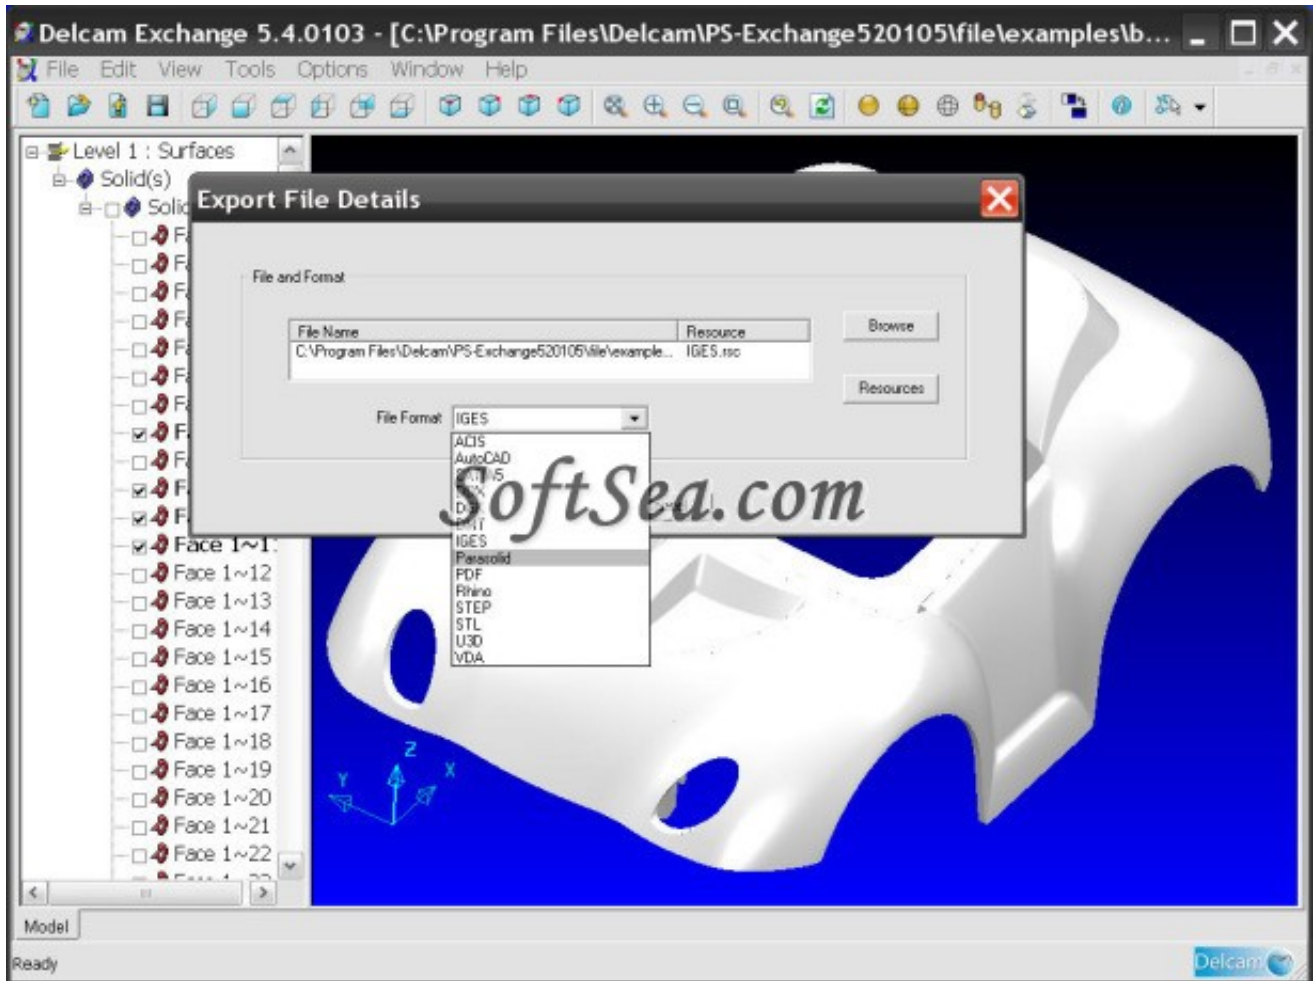 Delcam Exchange 5.4.0103 - [C:\Program Files\Delcam\PS-Exchange520105\file\examples\b...
File Edit View Tools Options Window Help
Level 1 : Surfaces
Solid(s)
Export File Details
File and Format
File Name Resource
C:\Program Files\Delcam\PS-Exchange520105\file\example... IGES.rsc
Browse
Resources
File Format IGES
ACIS
AutoCAD
IGES
Parasolid
PDF
Rhino
STEP
STL
U3D
VDA
SoftSea.com
Face 1~12
Face 1~13
Face 1~14
Face 1~15
Face 1~16
Face 1~17
Face 1~18
Face 1~19
Face 1~20
Face 1~21
Face 1~22
Z
Y
X
Model
Ready
Delcam